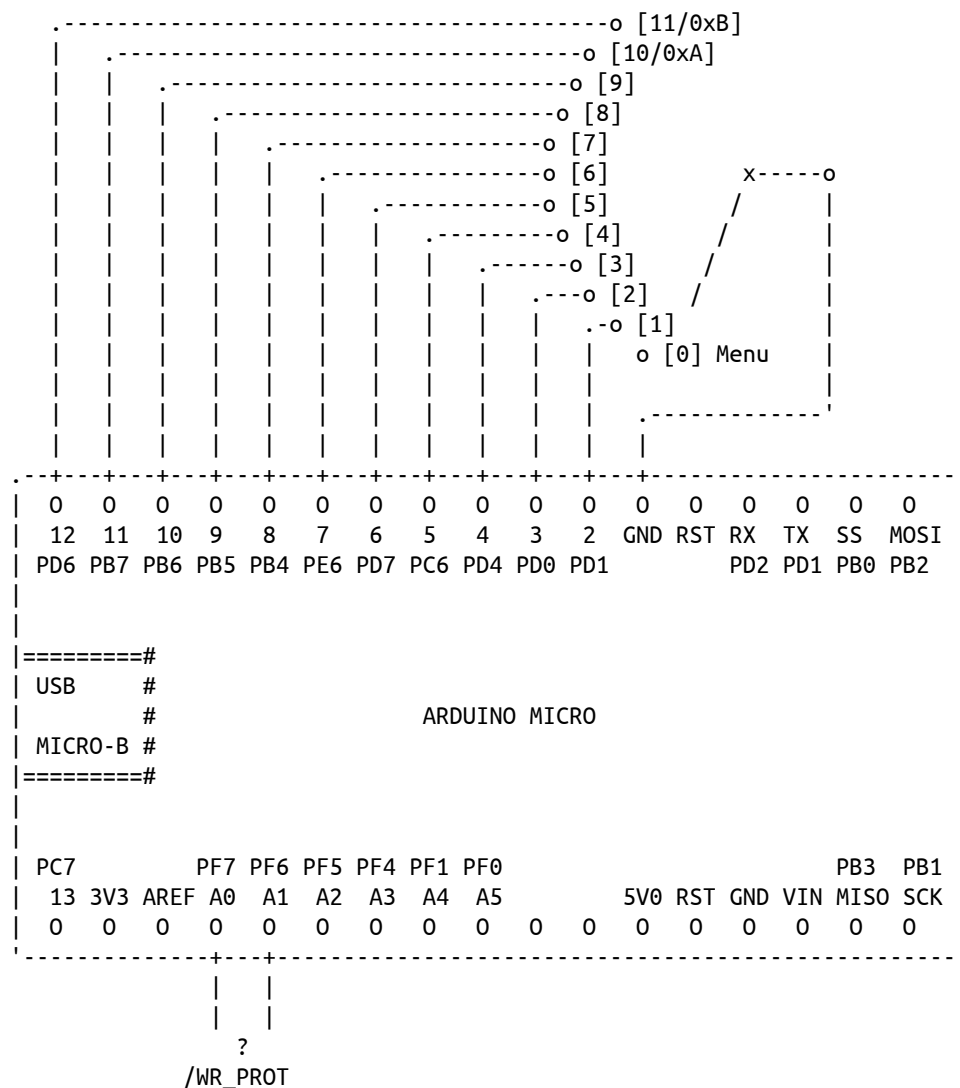 o [11/0xB]
o [10/0xA]
o [9]
o [8]
o [7]
o [6] x-----o
o [5]
o [4]
o [3]
o [2]
o [1]
o [0] Menu
O O O O O O O O O O O O O O O O O
12 11 10 9 8 7 6 5 4 3 2 GND RST RX TX SS MOSI
PD6 PB7 PB6 PB5 PB4 PE6 PD7 PC6 PD4 PD0 PD1 PD2 PD1 PB0 PB2
USB #
# ARDUINO MICRO
MICRO-B #
PC7 PF7 PF6 PF5 PF4 PF1 PF0 PB3 PB1
13 3V3 AREF A0 A1 A2 A3 A4 A5 5V0 RST GND VIN MISO SCK
O O O O O O O O O O O O O O O O O
?
/WR_PROT